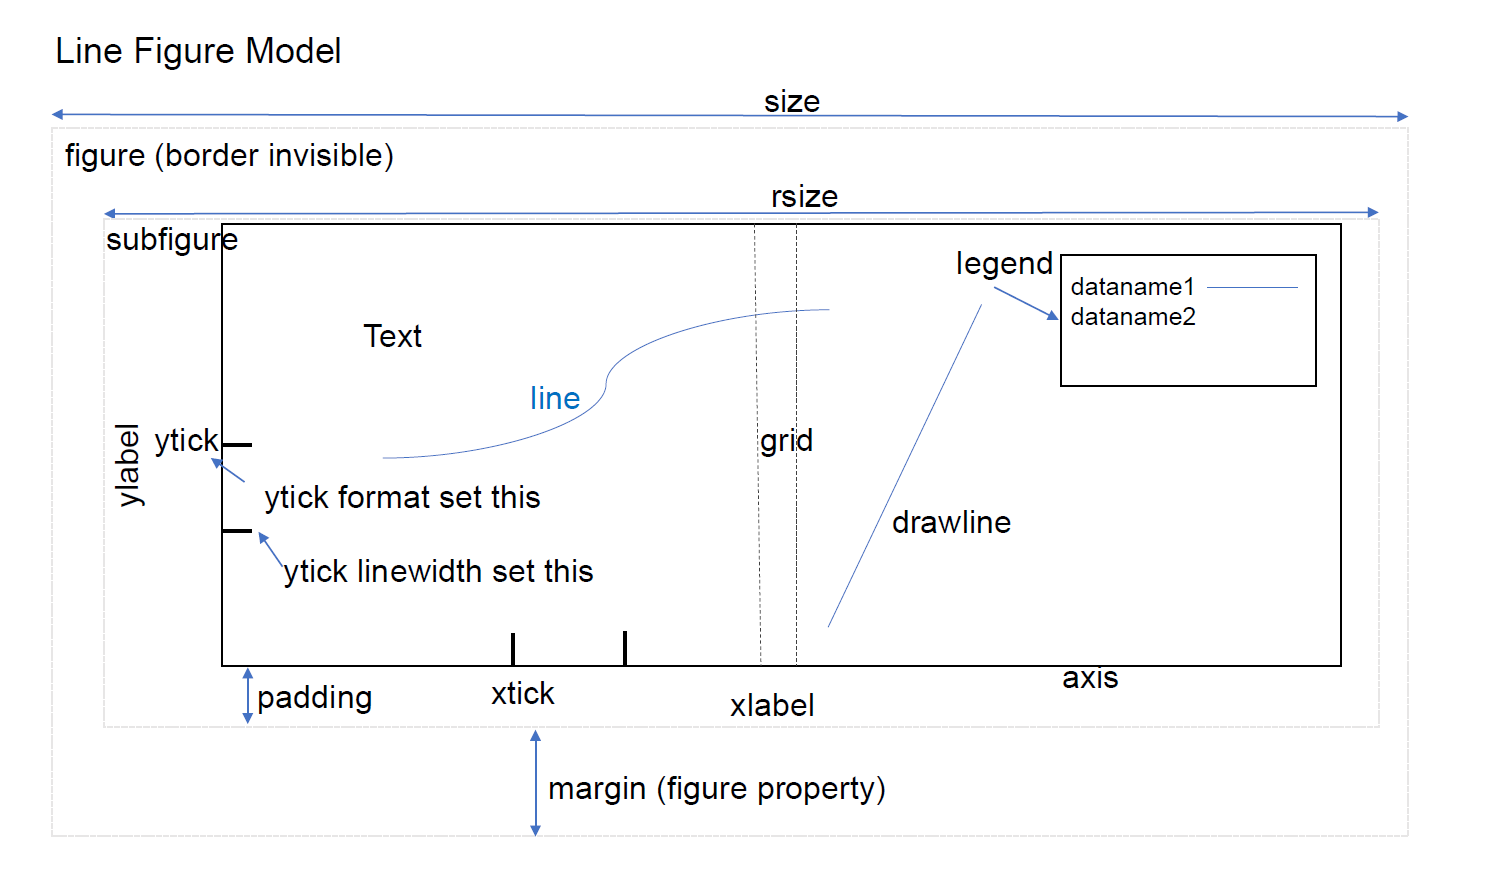 Line Figure Model
size
figure (border invisible)
rsize
subfigure
legend
dataname1
dataname2
Text
line
ylabel
ytick
grid
ytick format set this
drawline
ytick linewidth set this
padding
xtick
xlabel
axis
margin (figure property)